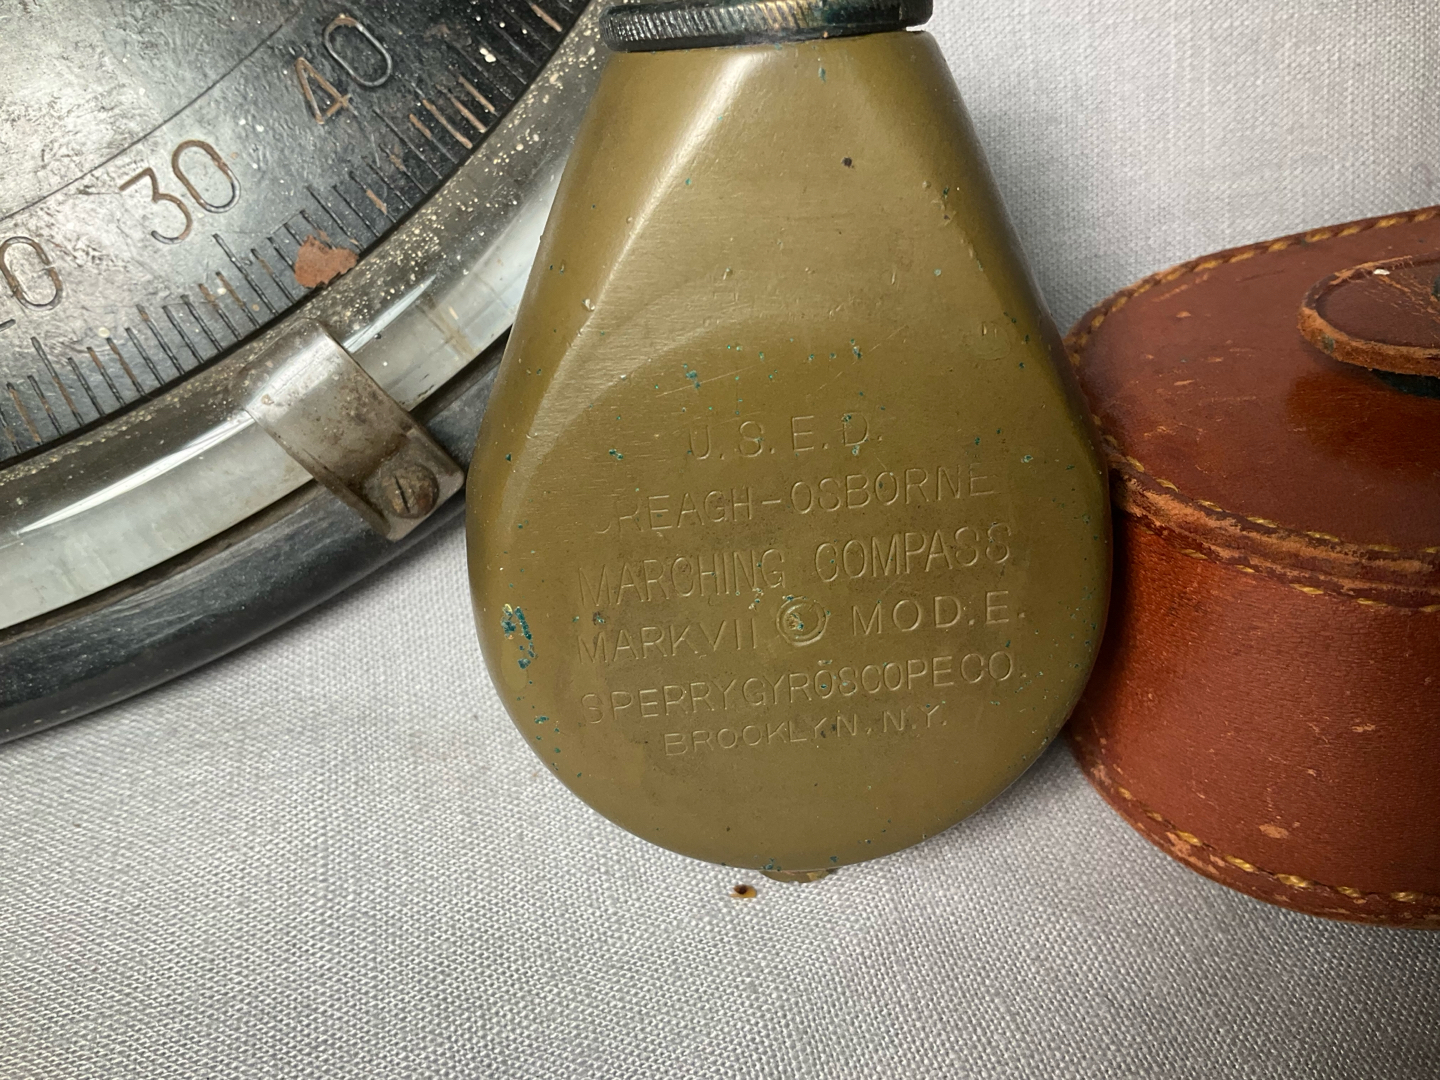 40
30
U.S.E.D.
CREAGH-OSBORNE
MARCHING COMPASS
MARK VII © MOD. E.
SPERRY GYROSCOPE CO.
BROOKLYN, N.Y.